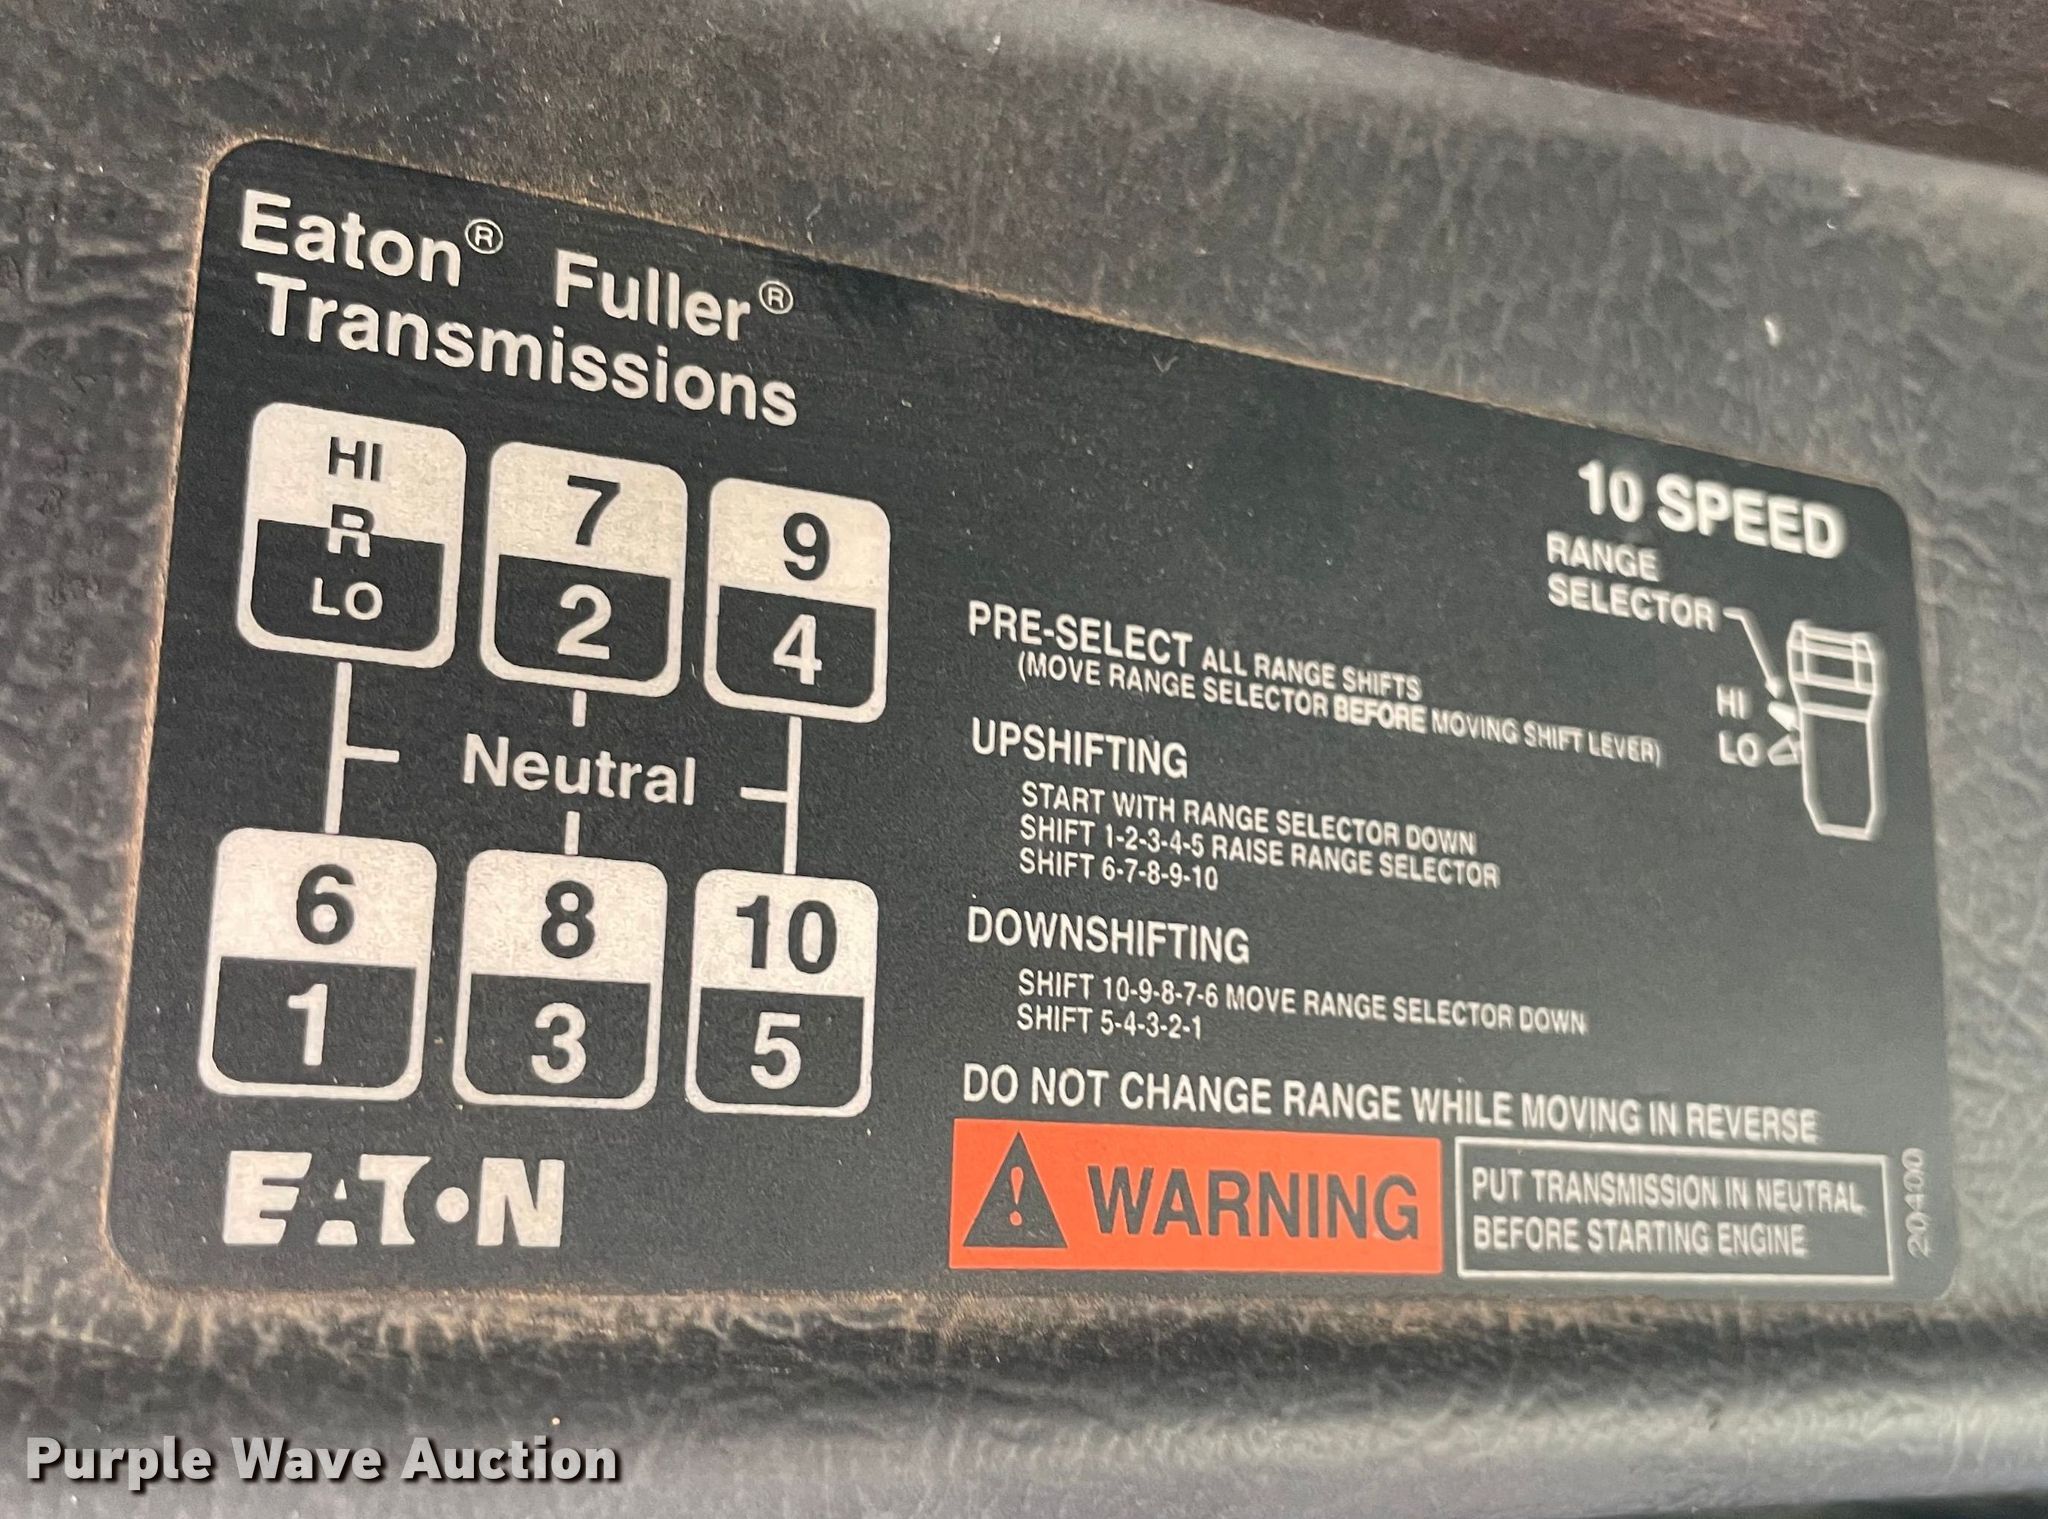 Eaton® Fuller®
Transmissions
HI
R
LO
7
2
9
4
Neutral
6
1
8
3
10
5
EATON
10 SPEED
RANGE
SELECTOR
HI
LO
PRE-SELECT ALL RANGE SHIFTS
(MOVE RANGE SELECTOR BEFORE MOVING SHIFT LEVER)
UPSHIFTING
START WITH RANGE SELECTOR DOWN
SHIFT 1-2-3-4-5 RAISE RANGE SELECTOR
SHIFT 6-7-8-9-10
DOWNSHIFTING
SHIFT 10-9-8-7-6 MOVE RANGE SELECTOR DOWN
SHIFT 5-4-3-2-1
DO NOT CHANGE RANGE WHILE MOVING IN REVERSE
! WARNING
PUT TRANSMISSION IN NEUTRAL
BEFORE STARTING ENGINE
20400
Purple Wave Auction